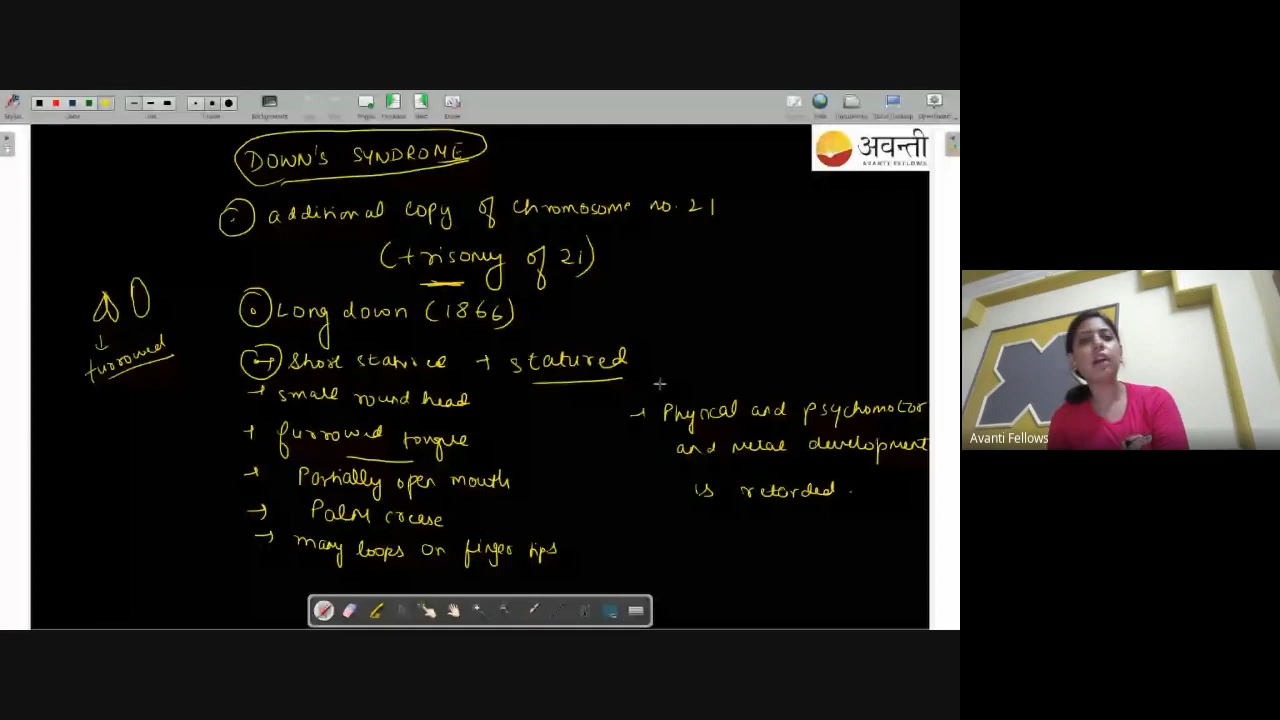 DOWN'S SYNDROME
अवन्ती
AVANTI FELLOWS
additional copy of chromosome no. 21
(trisomy of 21)
Long down (1866)
furrowed
→ Short stature + statured
→ small round head
→ furrowed tongue
→ Partially open mouth
→ Palm crease
→ many loops on finger tips
→ Physical and psychomotor
and development
is retarded.
Avanti Fellows